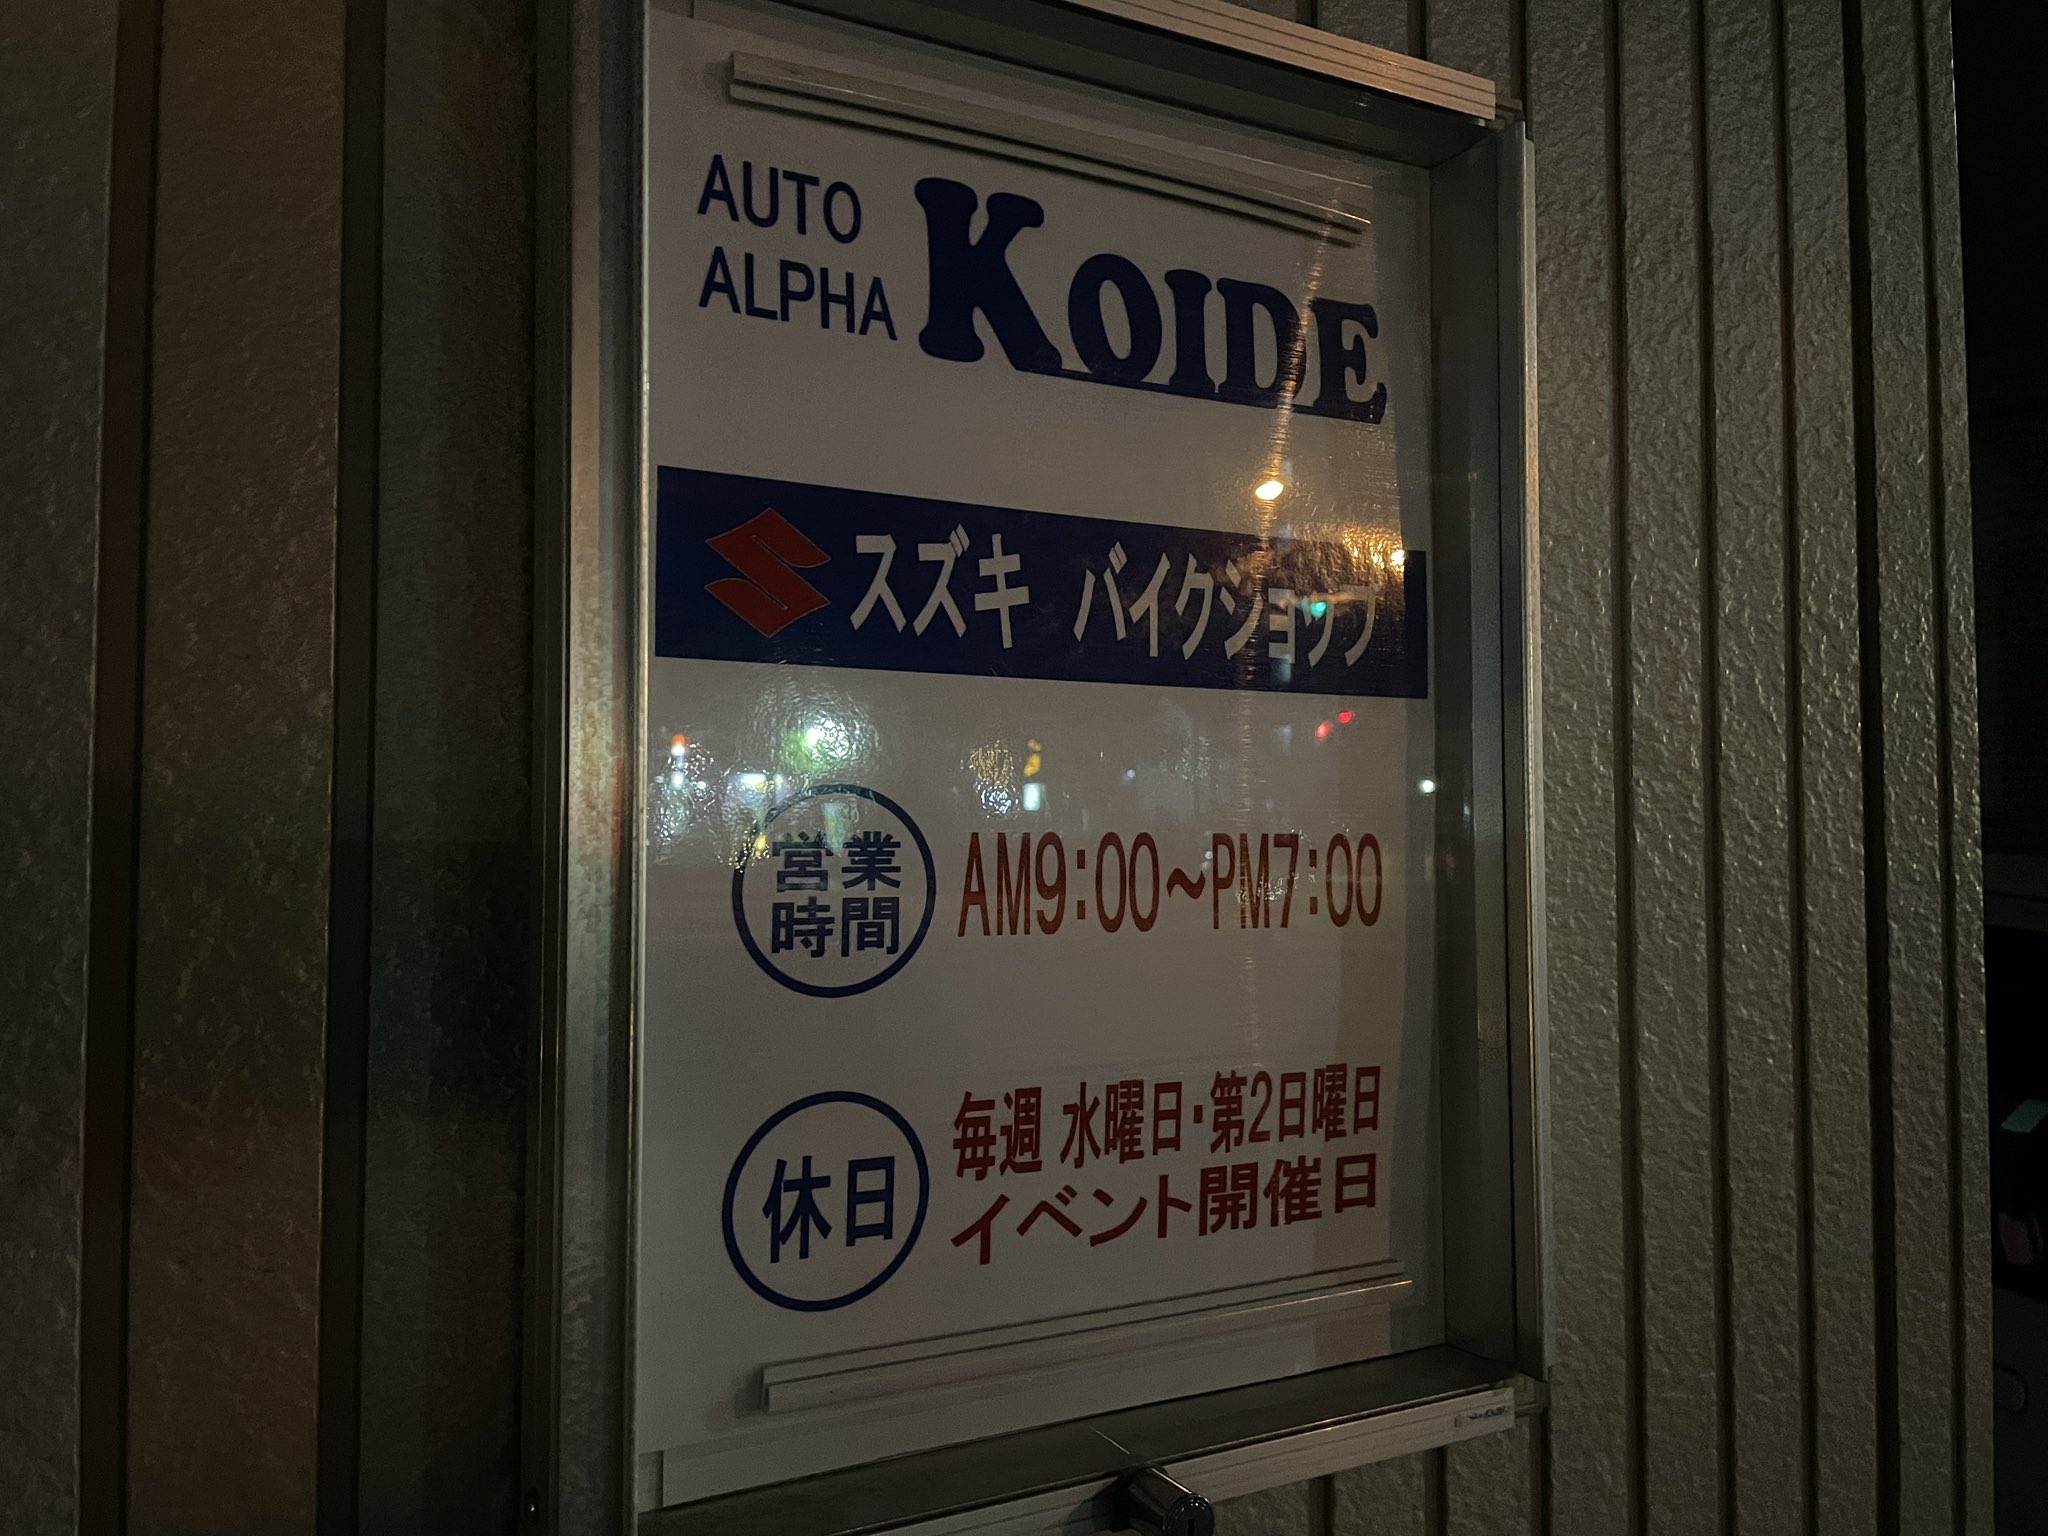 AUTO
ALPHA
KOIDE
スズキ バイクショップ
営業
時間
AM9:00～PM7:00
休日
毎週 水曜日・第2日曜日
イベント開催日